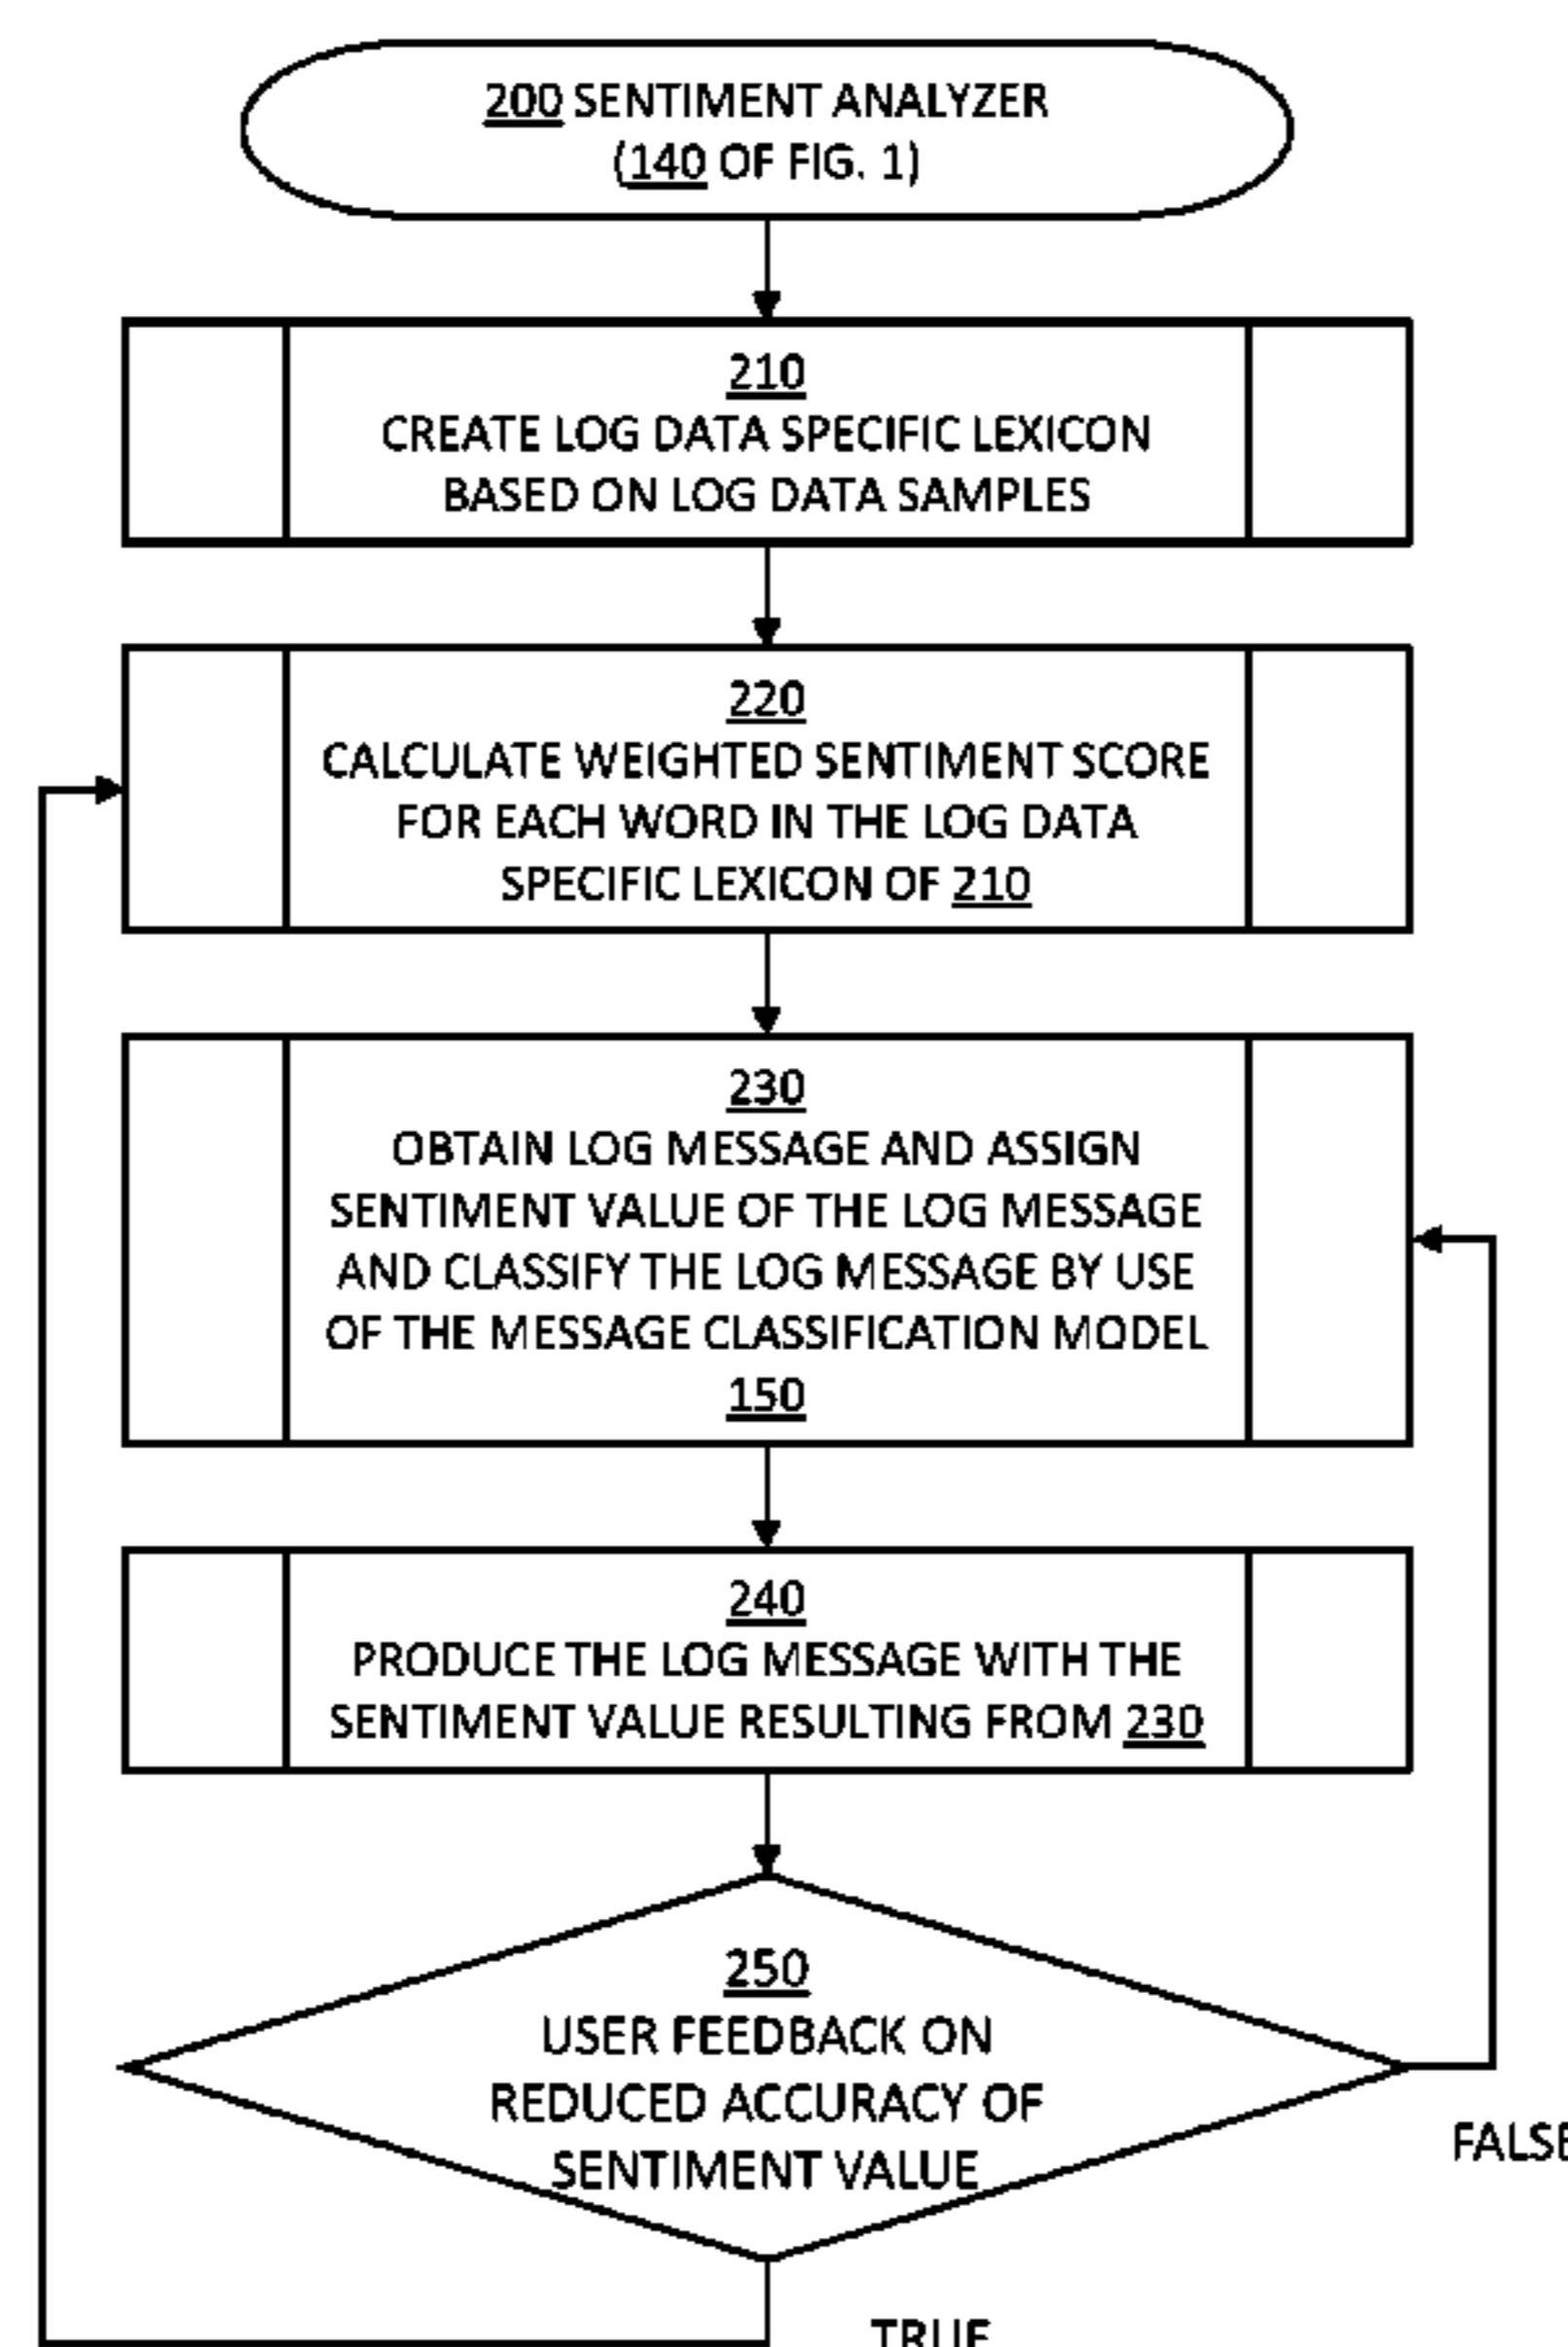 200 SENTIMENT ANALYZER
(140 OF FIG. 1)
210
CREATE LOG DATA SPECIFIC LEXICON
BASED ON LOG DATA SAMPLES
220
CALCULATE WEIGHTED SENTIMENT SCORE
FOR EACH WORD IN THE LOG DATA
SPECIFIC LEXICON OF 210
230
OBTAIN LOG MESSAGE AND ASSIGN
SENTIMENT VALUE OF THE LOG MESSAGE
AND CLASSIFY THE LOG MESSAGE BY USE
OF THE MESSAGE CLASSIFICATION MODEL
150
240
PRODUCE THE LOG MESSAGE WITH THE
SENTIMENT VALUE RESULTING FROM 230
250
USER FEEDBACK ON
REDUCED ACCURACY OF
SENTIMENT VALUE
FALSE
TRUE